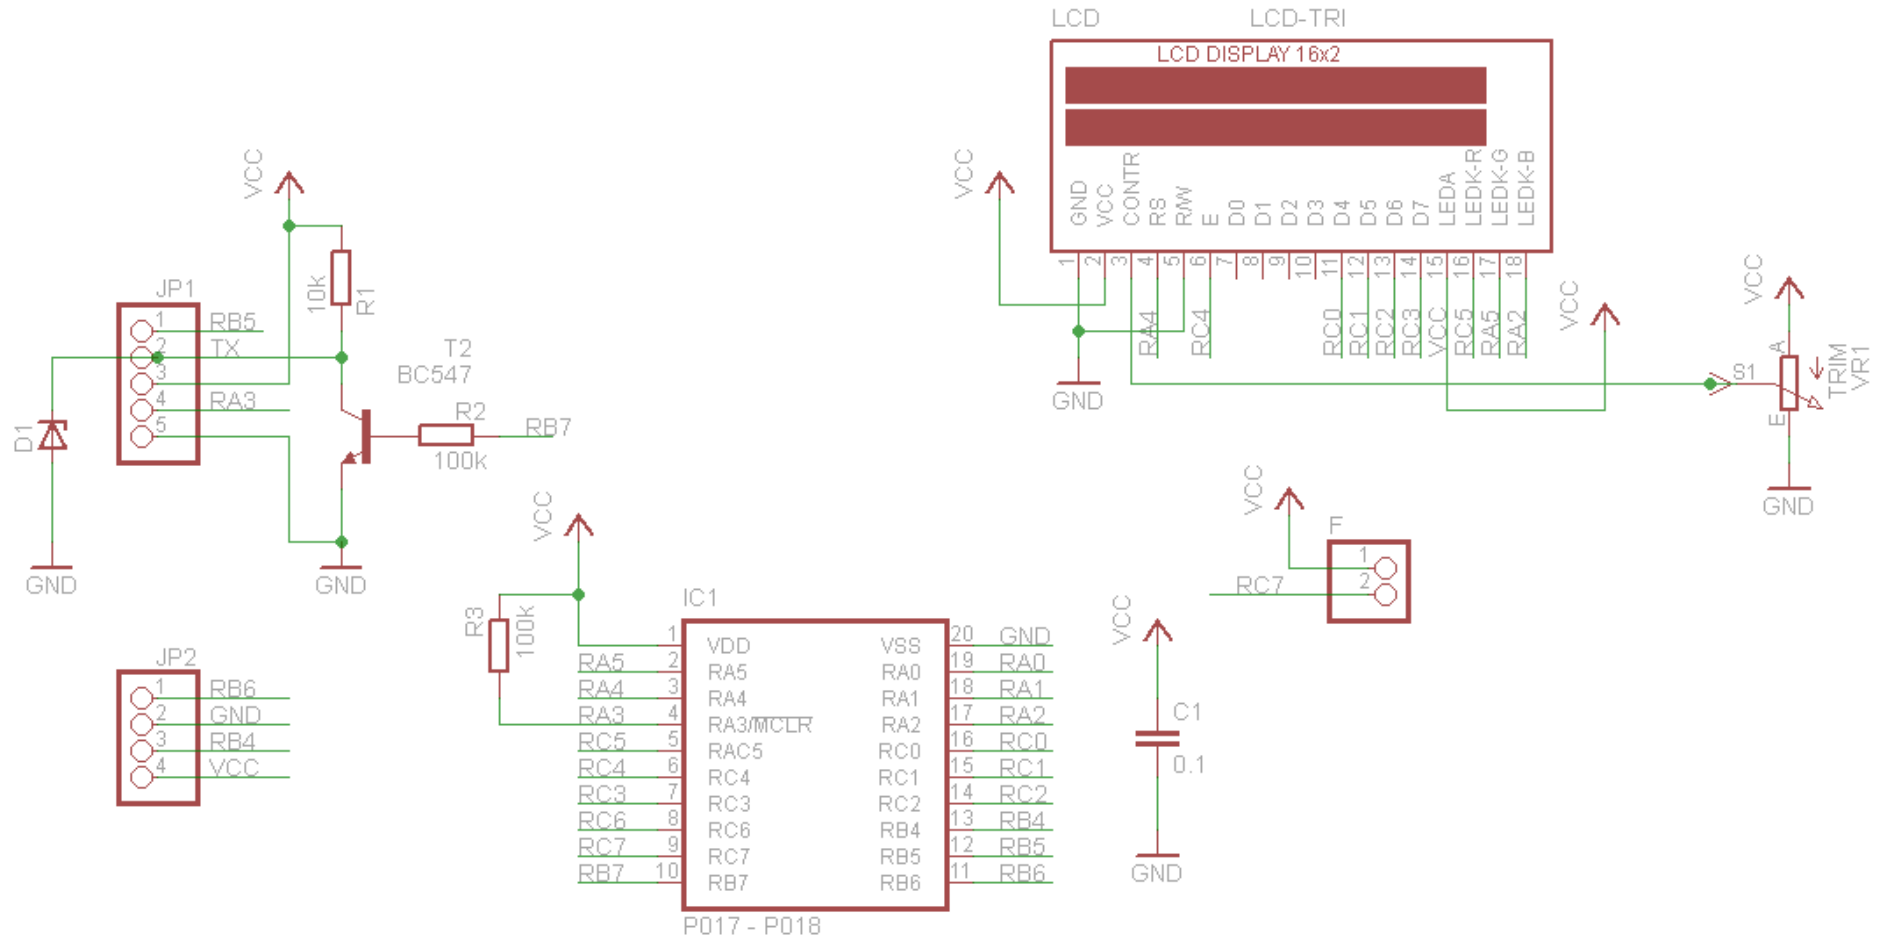 LCD LCD-TRI
LCD DISPLAY 16x2
VCC
GND
VCC
CONTR
RS
R/W
E
D0
D1
D2
D3
D4
D5
D6
D7
LEDA
LEDK-R
LEDK-G
LEDK-B
1
2
3
4
5
6
7
8
9
10
11
12
13
14
15
16
17
18
RA4
RC4
RC0
RC1
RC2
RC3
VCC
RC5
RA5
RA2
VCC
GND
VCC
A
S1
E
TRIM
VR1
GND
VCC
10k
R1
JP1
1 RB5
2 TX
3
4 RA3
5
T2
BC547
R2
100k
RB7
D1
GND
GND
VCC
R3
100k
JP2
1 RB6
2 GND
3 RB4
4 VCC
IC1
1 VDD VSS 20 GND
RA5 2 RA5 RA0 19 RA0
RA4 3 RA4 RA1 18 RA1
RA3 4 RA3/MCLR RA2 17 RA2
RC5 5 RAC5 RC0 16 RC0
RC4 6 RC4 RC1 15 RC1
RC3 7 RC3 RC2 14 RC2
RC6 8 RC6 RB4 13 RB4
RC7 9 RC7 RB5 12 RB5
RB7 10 RB7 RB6 11 RB6
P017 - P018
VCC
F
1
RC7 2
VCC
C1
0.1
GND